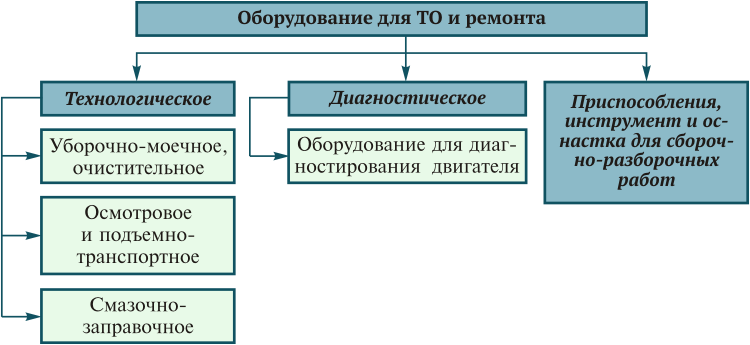 Оборудование для ТО и ремонта
Технологическое
Уборочно-моечное,
очистительное
Осмотровое
и подъемно-
транспортное
Смазочно-
заправочное
Диагностическое
Оборудование для диаг-
ностирования двигателя
Приспособления,
инструмент и ос-
настка для сбороч-
но-разборочных
работ